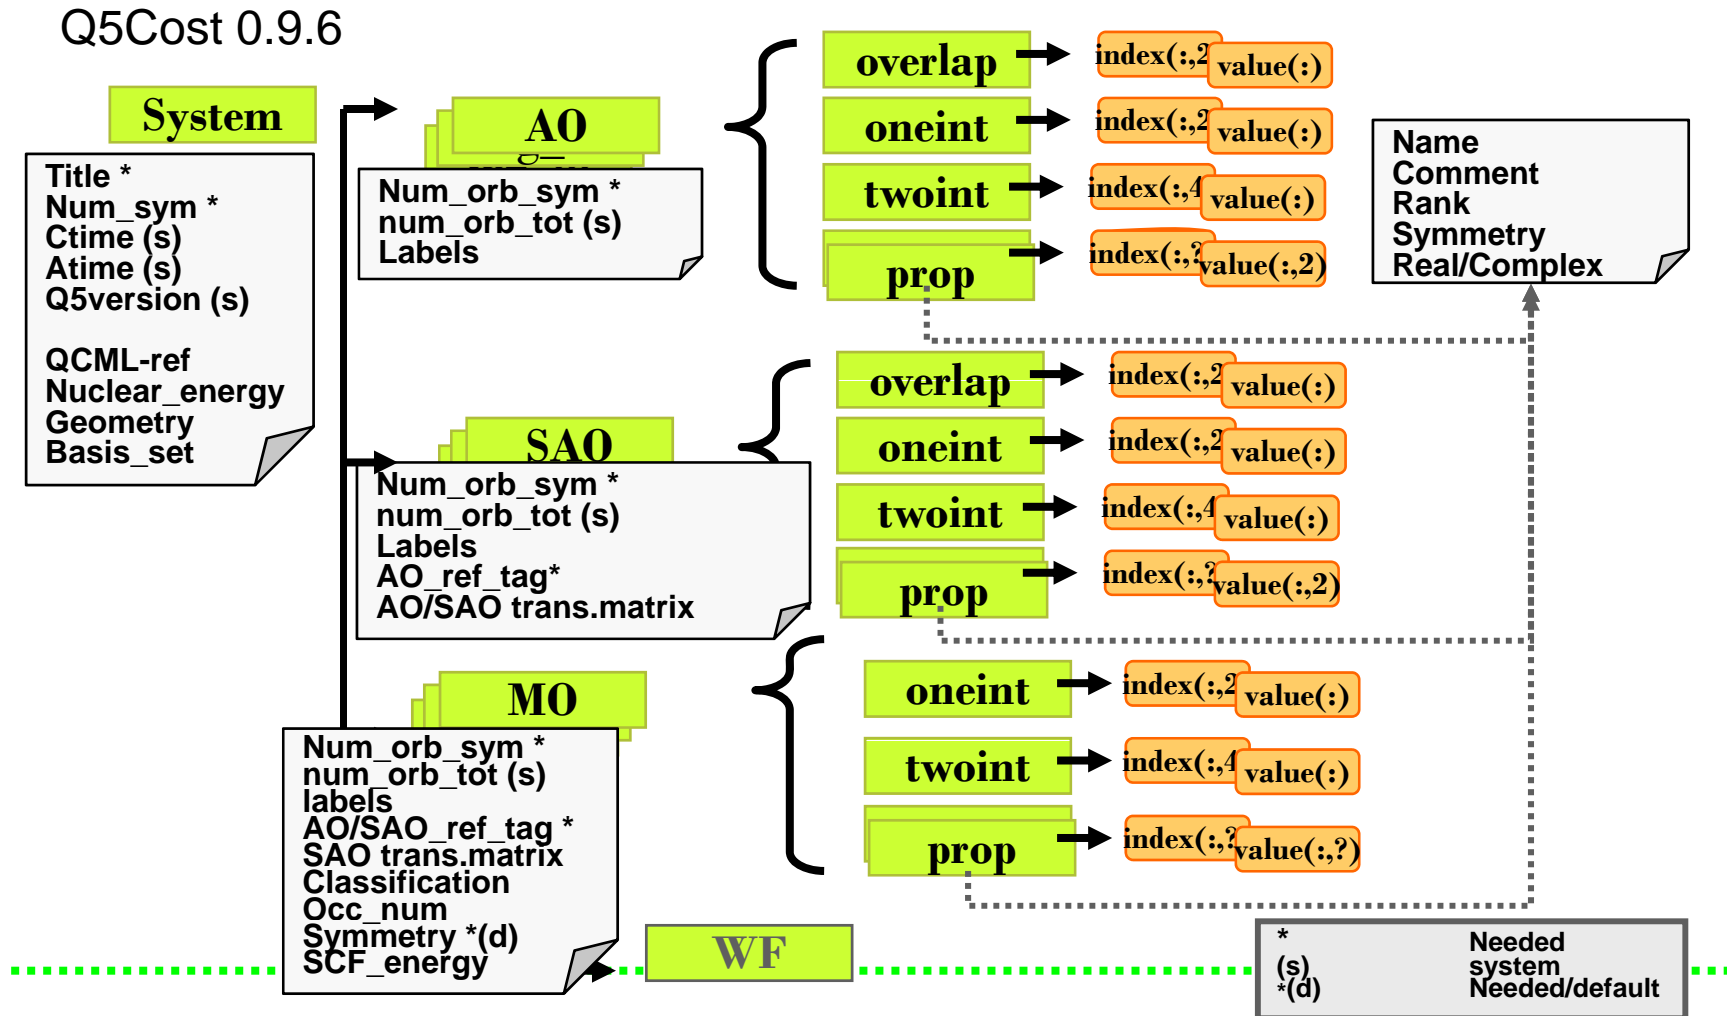 Q5Cost 0.9.6
System
Title *
Num_sym *
Ctime (s)
Atime (s)
Q5version (s)
QCML-ref
Nuclear_energy
Geometry
Basis_set
AO
Num_orb_sym *
num_orb_tot (s)
Labels
overlap
index(:,2
value(:)
oneint
index(:,2
value(:)
twoint
index(:,4
value(:)
prop
index(:,?
value(:,2)
Name
Comment
Rank
Symmetry
Real/Complex
SAO
Num_orb_sym *
num_orb_tot (s)
Labels
AO_ref_tag*
AO/SAO trans.matrix
overlap
index(:,2
value(:)
oneint
index(:,2
value(:)
twoint
index(:,4
value(:)
prop
index(:,?
value(:,2)
MO
Num_orb_sym *
num_orb_tot (s)
labels
AO/SAO_ref_tag *
SAO trans.matrix
Classification
Occ_num
Symmetry *(d)
SCF_energy
oneint
index(:,2
value(:)
twoint
index(:,4
value(:)
prop
index(:,?
value(:,?)
WF
* Needed
(s) system
*(d) Needed/default